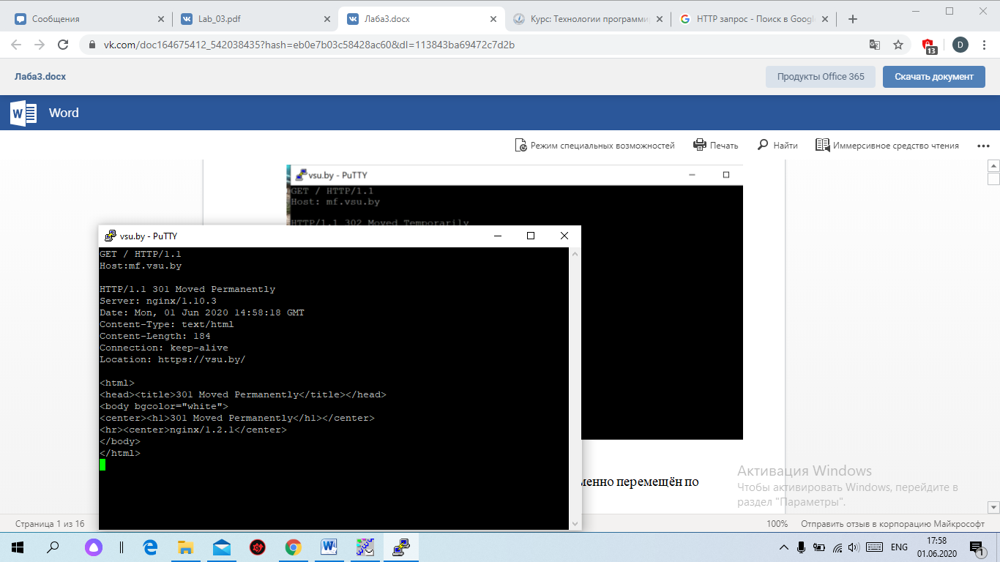 Сообщения
Lab_03.pdf
Лаба3.docx
Курс: Технологии программи
HTTP запрос - Поиск в Googl
vk.com/doc164675412_542038435?hash=eb0e7b03c58428ac60&dl=113843ba69472c7d2b
13
D
Лаба3.docx
Продукты Office 365
Скачать документ
W
Word
Режим специальных возможностей
Печать
Найти
Иммерсивное средство чтения
vsu.by - PuTTY
GET / HTTP/1.1
Host: mf.vsu.by
HTTP/1.1 302 Moved Temporarily
vsu.by - PuTTY
GET / HTTP/1.1
Host:mf.vsu.by
HTTP/1.1 301 Moved Permanently
Server: nginx/1.10.3
Date: Mon, 01 Jun 2020 14:58:18 GMT
Content-Type: text/html
Content-Length: 184
Connection: keep-alive
Location: https://vsu.by/
<html>
<head><title>301 Moved Permanently</title></head>
<body bgcolor="white">
<center><h1>301 Moved Permanently</h1></center>
<hr><center>nginx/1.2.1</center>
</body>
</html>
менно перемещён по
Активация Windows
Чтобы активировать Windows, перейдите в
раздел "Параметры".
Страница 1 из 16
100%
Отправить отзыв в корпорацию Майкрософт
ENG
17:58
01.06.2020
1